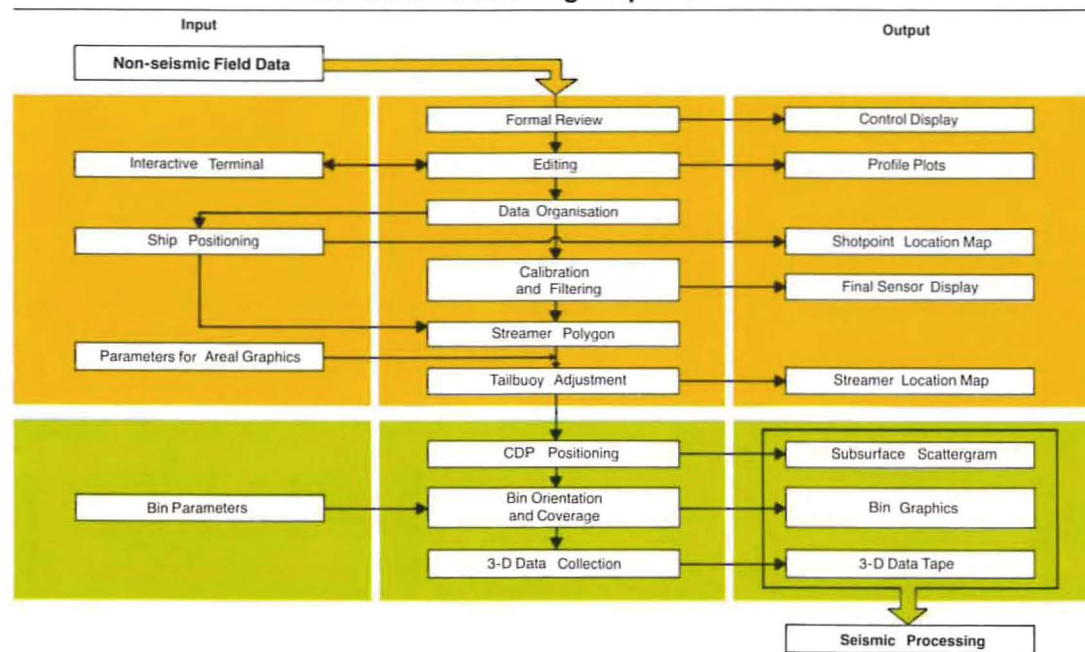 Input
Output
Non-seismic Field Data
Formal Review
Control Display
Interactive Terminal
Editing
Profile Plots
Data Organisation
Ship Positioning
Shotpoint Location Map
Calibration
and Filtering
Final Sensor Display
Streamer Polygon
Parameters for Areal Graphics
Tailbuoy Adjustment
Streamer Location Map
CDP Positioning
Subsurface Scattergram
Bin Parameters
Bin Orientation
and Coverage
Bin Graphics
3-D Data Collection
3-D Data Tape
Seismic Processing